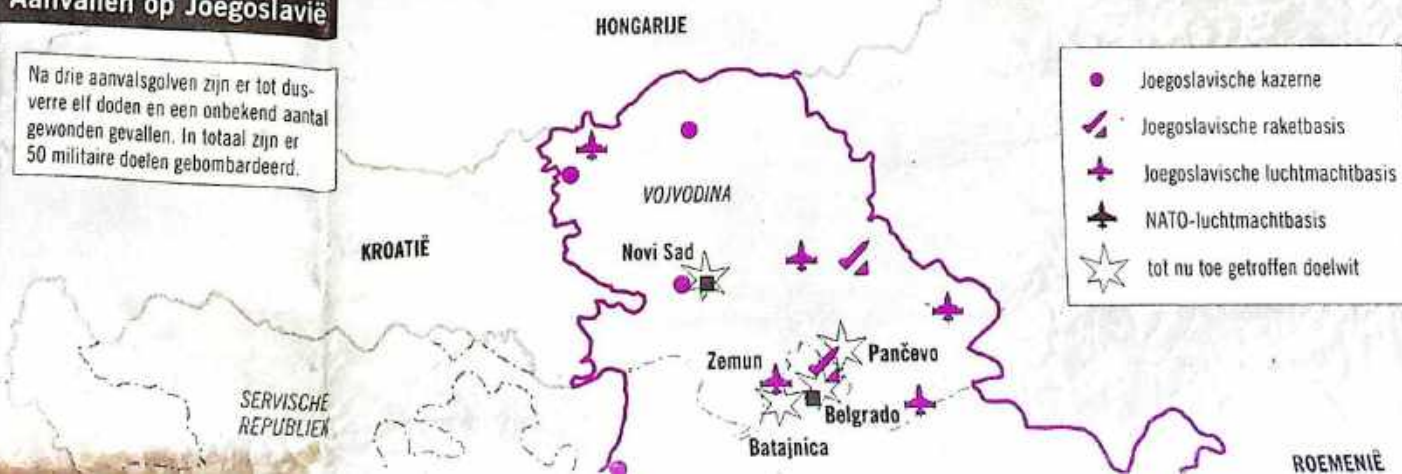 Aanvallen op Joegoslavië
Na drie aanvalsgolven zijn er tot dus-
verre elf doden en een onbekend aantal
gewonden gevallen. In totaal zijn er
50 militaire doelen gebombardeerd.
HONGARIJE
Joegoslavische kazerne
Joegoslavische raketbasis
Joegoslavische luchtmachtbasis
NATO-luchtmachtbasis
tot nu toe getroffen doelwit
VOJVODINA
KROATIË
Novi Sad
Zemun
Pančevo
Belgrado
Batajnica
SERVISCHE
REPUBLIEK
ROEMENIË